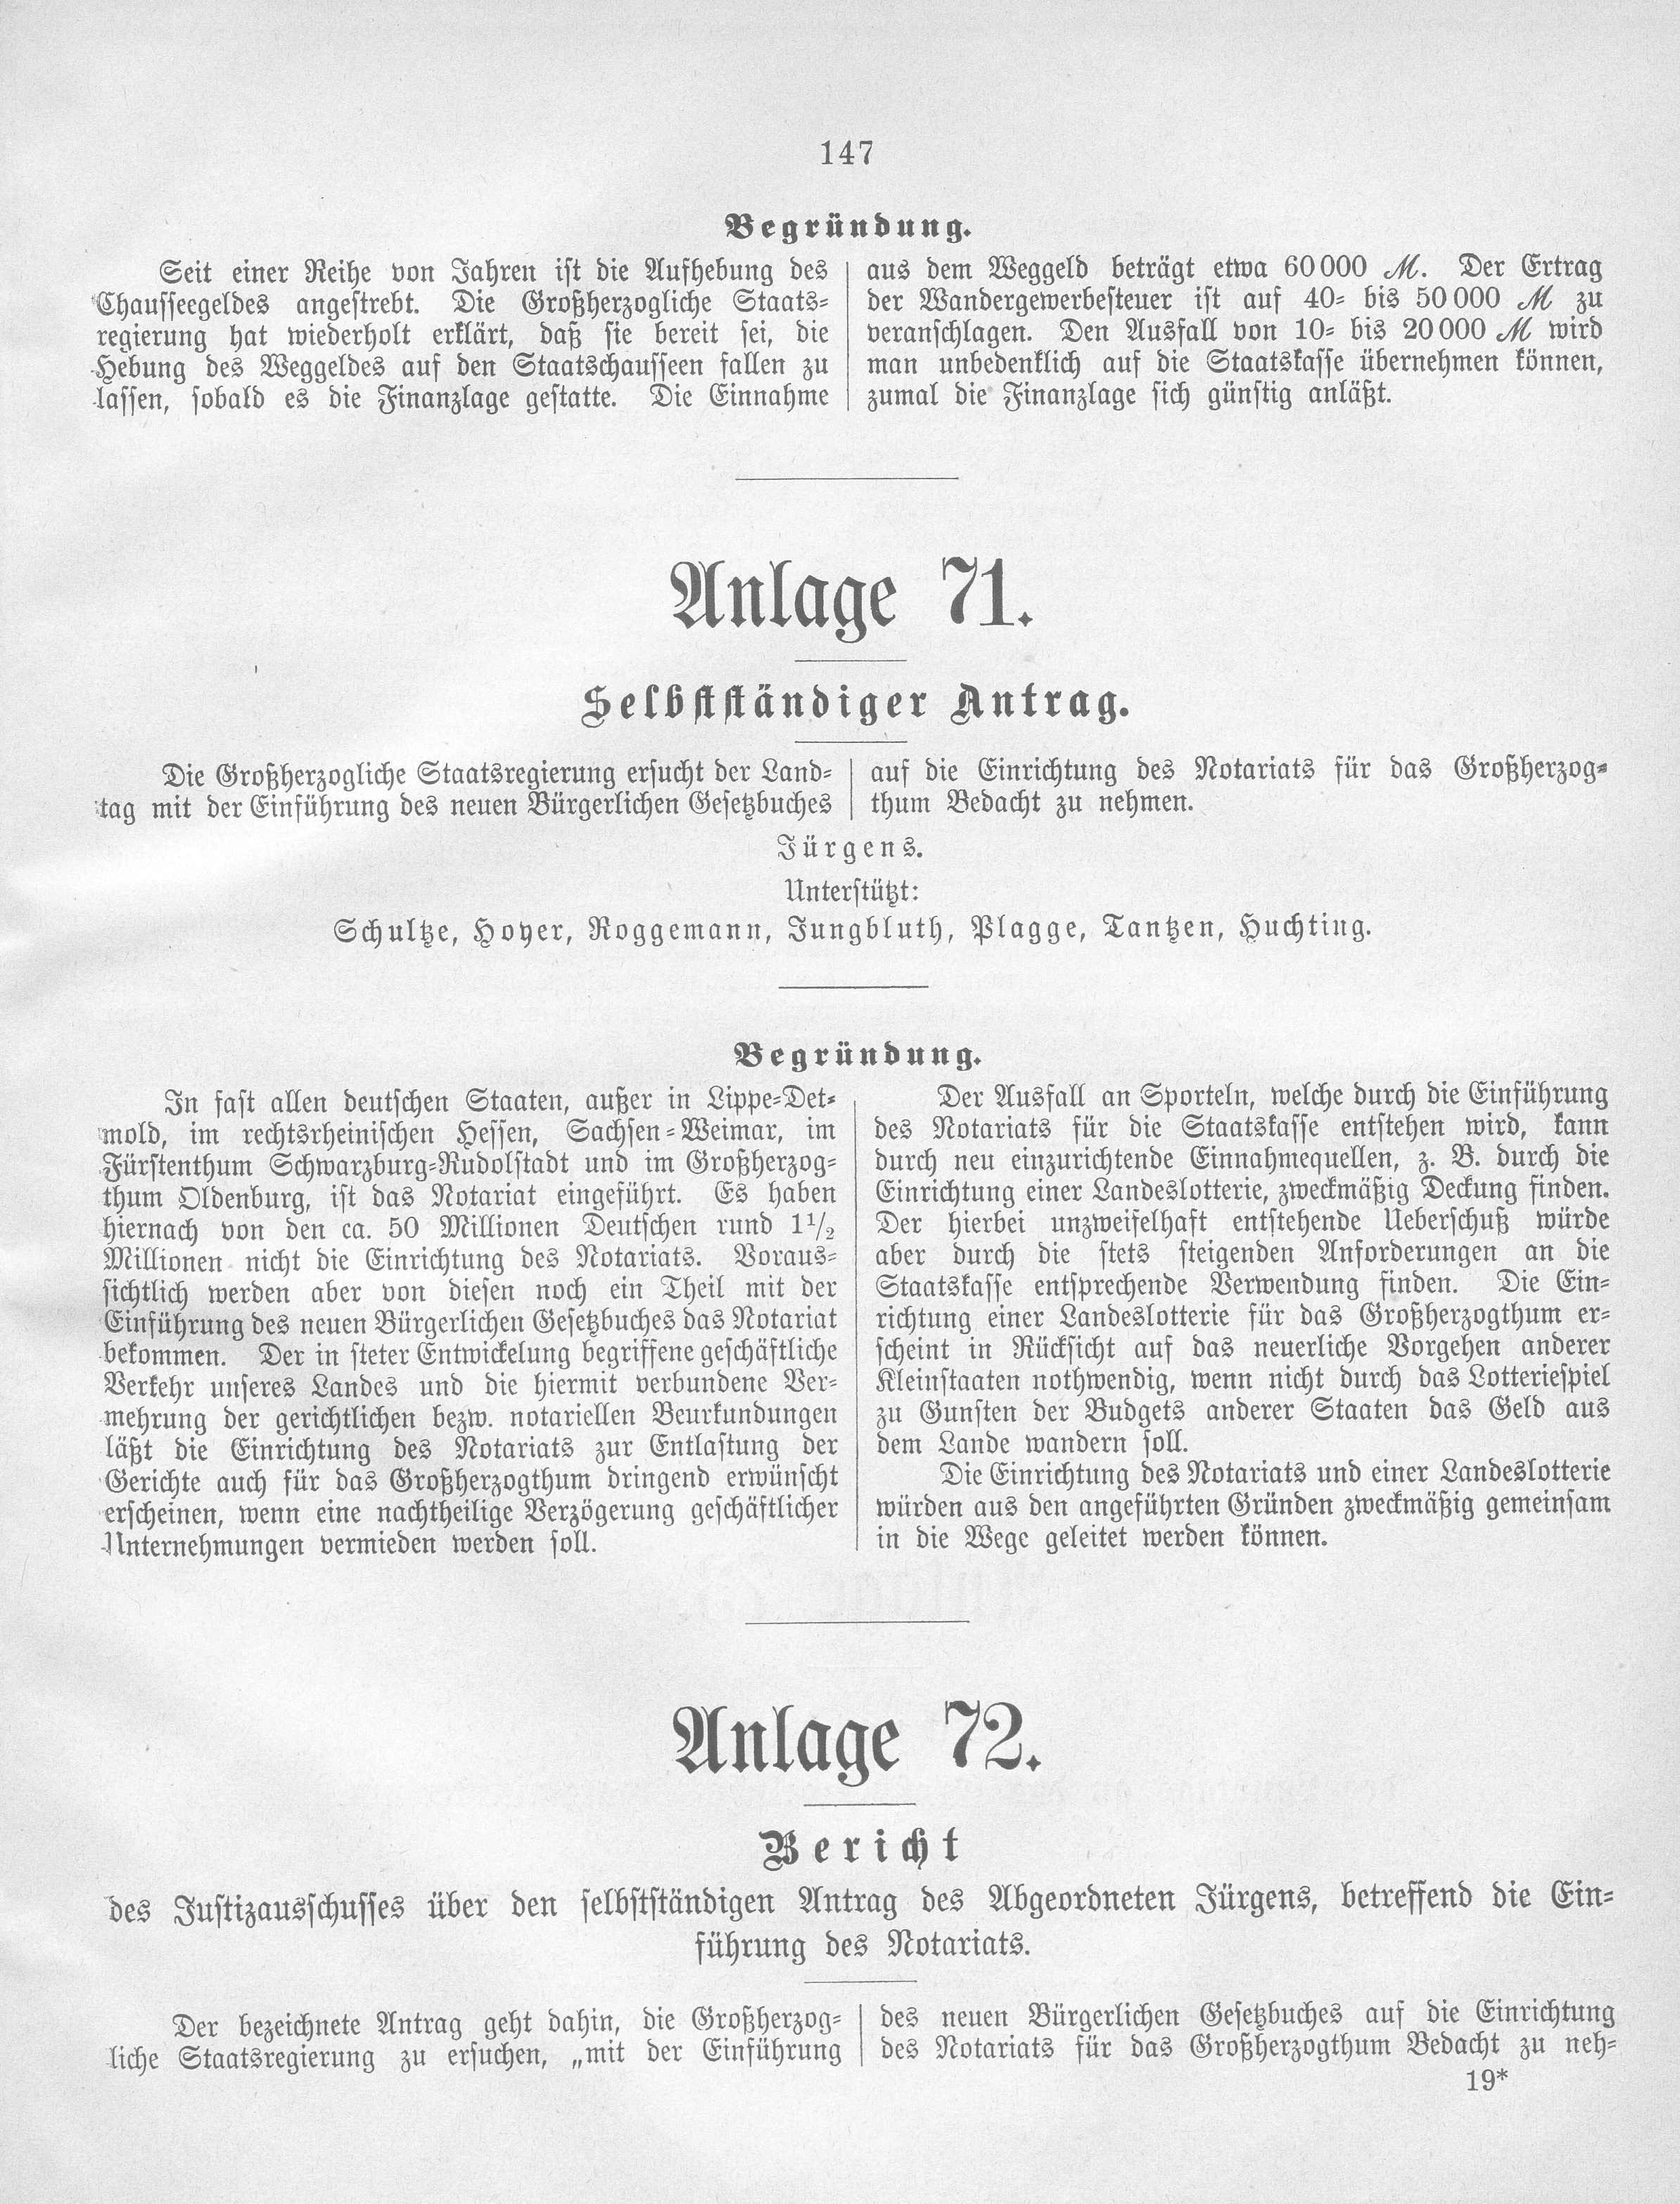 147
Begründung.
Seit einer Reihe von Jahren ist die Aufhebung des
Chausseegeldes angestrebt. Die Großherzogliche Staats-
regierung hat wiederholt erklärt, daß sie bereit sei, die
Hebung des Weggeldes auf den Staatschausseen fallen zu
lassen, sobald es die Finanzlage gestatte. Die Einnahme
aus dem Weggeld beträgt etwa 60000 M. Der Ertrag
der Wandergewerbesteuer ist auf 40- bis 50000 M zu
veranschlagen. Den Ausfall von 10- bis 20000 M wird
man unbedenklich auf die Staatskasse übernehmen können,
zumal die Finanzlage sich günstig anläßt.
Anlage 71.
Selbstständiger Antrag.
Die Großherzogliche Staatsregierung ersucht der Land-
tag mit der Einführung des neuen Bürgerlichen Gesetzbuches
auf die Einrichtung des Notariats für das Großherzog-
thum Bedacht zu nehmen.
Jürgens.
Unterstützt:
Schultze, Hoyer, Roggemann, Jungbluth, Plagge, Tantzen, Huchting.
Begründung.
In fast allen deutschen Staaten, außer in Lippe-Det-
mold, im rechtsrheinischen Hessen, Sachsen-Weimar, im
Fürstenthum Schwarzburg-Rudolstadt und im Großherzog-
thum Oldenburg, ist das Notariat eingeführt. Es haben
hiernach von den ca. 50 Millionen Deutschen rund 1 1/2
Millionen nicht die Einrichtung des Notariats. Voraus-
sichtlich werden aber von diesen noch ein Theil mit der
Einführung des neuen Bürgerlichen Gesetzbuches das Notariat
bekommen. Der in steter Entwickelung begriffene geschäftliche
Verkehr unseres Landes und die hiermit verbundene Ver-
mehrung der gerichtlichen bezw. notariellen Beurkundungen
läßt die Einrichtung des Notariats zur Entlastung der
Gerichte auch für das Großherzogthum dringend erwünscht
erscheinen, wenn eine nachtheilige Verzögerung geschäftlicher
Unternehmungen vermieden werden soll.
Der Ausfall an Sporteln, welche durch die Einführung
des Notariats für die Staatskasse entstehen wird, kann
durch neu einzurichtende Einnahmequellen, z. B. durch die
Einrichtung einer Landeslotterie, zweckmäßig Deckung finden.
Der hierbei unzweifelhaft entstehende Ueberschuß würde
aber durch die stets steigenden Anforderungen an die
Staatskasse entsprechende Verwendung finden. Die Ein-
richtung einer Landeslotterie für das Großherzogthum er-
scheint in Rücksicht auf das neuerliche Vorgehen anderer
Kleinstaaten nothwendig, wenn nicht durch das Lotteriespiel
zu Gunsten der Budgets anderer Staaten das Geld aus
dem Lande wandern soll.
Die Einrichtung des Notariats und einer Landeslotterie
würden aus den angeführten Gründen zweckmäßig gemeinsam
in die Wege geleitet werden können.
Anlage 72.
Bericht
des Justizausschusses über den selbstständigen Antrag des Abgeordneten Jürgens, betreffend die Ein-
führung des Notariats.
Der bezeichnete Antrag geht dahin, die Großherzog-
liche Staatsregierung zu ersuchen, „mit der Einführung
des neuen Bürgerlichen Gesetzbuches auf die Einrichtung
des Notariats für das Großherzogthum Bedacht zu neh-
19*